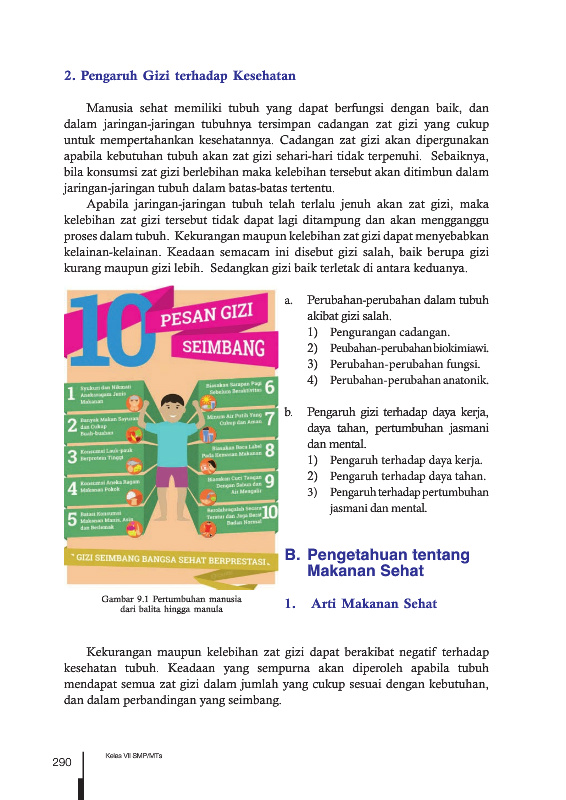 2. Pengaruh Gizi terhadap Kesehatan
Manusia sehat memiliki tubuh yang dapat berfungsi dengan baik, dan
dalam jaringan-jaringan tubuhnya tersimpan cadangan zat gizi yang cukup
untuk mempertahankan kesehatannya. Cadangan zat gizi akan dipergunakan
apabila kebutuhan tubuh akan zat gizi sehari-hari tidak terpenuhi. Sebaiknya,
bila konsumsi zat gizi berlebihan maka kelebihan tersebut akan ditimbun dalam
jaringan-jaringan tubuh dalam batas-batas tertentu.
Apabila jaringan-jaringan tubuh telah terlalu jenuh akan zat gizi, maka
kelebihan zat gizi tersebut tidak dapat lagi ditampung dan akan mengganggu
proses dalam tubuh. Kekurangan maupun kelebihan zat gizi dapat menyebabkan
kelainan-kelainan. Keadaan semacam ini disebut gizi salah, baik berupa gizi
kurang maupun gizi lebih. Sedangkan gizi baik terletak di antara keduanya.
10 PESAN GIZI
SEIMBANG
1 Syukuri dan Nikmati
Anekaragam Jenis
Makanan
2 Banyak Makan Sayuran
dan Cukup
Buah-buahan
3 Konsumsi Lauk-pauk
Berprotein Tinggi
4 Konsumsi Aneka Ragam
Makanan Pokok
5 Batasi Konsumsi
Makanan Manis, Asin
dan Berlemak
Biasakan Sarapan Pagi 6
Sebelum Beraktivitas
Minum Air Putih Yang 7
Cukup dan Aman
Biasakan Baca Label 8
Pada Kemasan Makanan
Biasakan Cuci Tangan 9
Dengan Sabun dan
Air Mengalir
Beraktivitas Secara 10
Teratur dan Jaga Berat
Badan Normal
" GIZI SEIMBANG BANGSA SEHAT BERPRESTASI "
Gambar 9.1 Pertumbuhan manusia
dari balita hingga manula
a. Perubahan-perubahan dalam tubuh
akibat gizi salah.
1) Pengurangan cadangan.
2) Peubahan-perubahan biokimiawi.
3) Perubahan-perubahan fungsi.
4) Perubahan-perubahan anatonik.
b. Pengaruh gizi terhadap daya kerja,
daya tahan, pertumbuhan jasmani
dan mental.
1) Pengaruh terhadap daya kerja.
2) Pengaruh terhadap daya tahan.
3) Pengaruh terhadap pertumbuhan
jasmani dan mental.
B. Pengetahuan tentang
Makanan Sehat
1. Arti Makanan Sehat
Kekurangan maupun kelebihan zat gizi dapat berakibat negatif terhadap
kesehatan tubuh. Keadaan yang sempurna akan diperoleh apabila tubuh
mendapat semua zat gizi dalam jumlah yang cukup sesuai dengan kebutuhan,
dan dalam perbandingan yang seimbang.
290
Kelas VII SMP/MTs